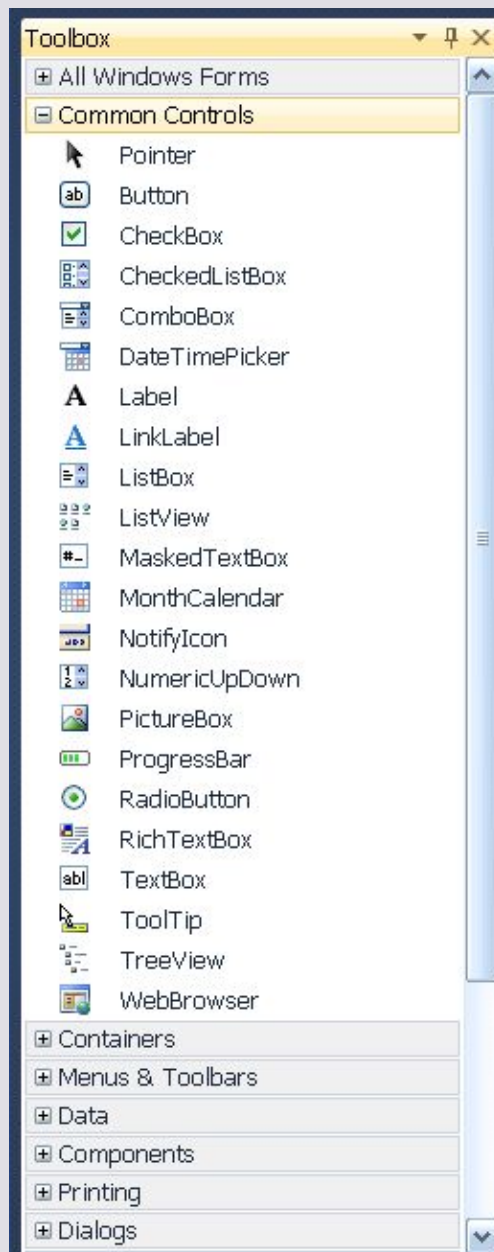 Toolbox
All Windows Forms
Common Controls
Pointer
Button
CheckBox
CheckedListBox
ComboBox
DateTimePicker
Label
LinkLabel
ListBox
ListView
MaskedTextBox
MonthCalendar
NotifyIcon
NumericUpDown
PictureBox
ProgressBar
RadioButton
RichTextBox
TextBox
ToolTip
TreeView
WebBrowser
Containers
Menus & Toolbars
Data
Components
Printing
Dialogs